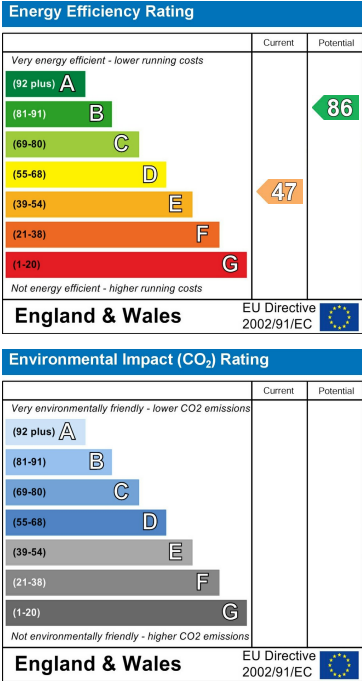 Energy Efficiency Rating
Current Potential
Very energy efficient - lower running costs
(92 plus) A
(81-91) B 86
(69-80) C
(55-68) D
(39-54) E 47
(21-38) F
(1-20) G
Not energy efficient - higher running costs
England & Wales EU Directive
2002/91/EC
Environmental Impact (CO₂) Rating
Current Potential
Very environmentally friendly - lower CO2 emissions
(92 plus) A
(81-91) B
(69-80) C
(55-68) D
(39-54) E
(21-38) F
(1-20) G
Not environmentally friendly - higher CO2 emissions
England & Wales EU Directive
2002/91/EC